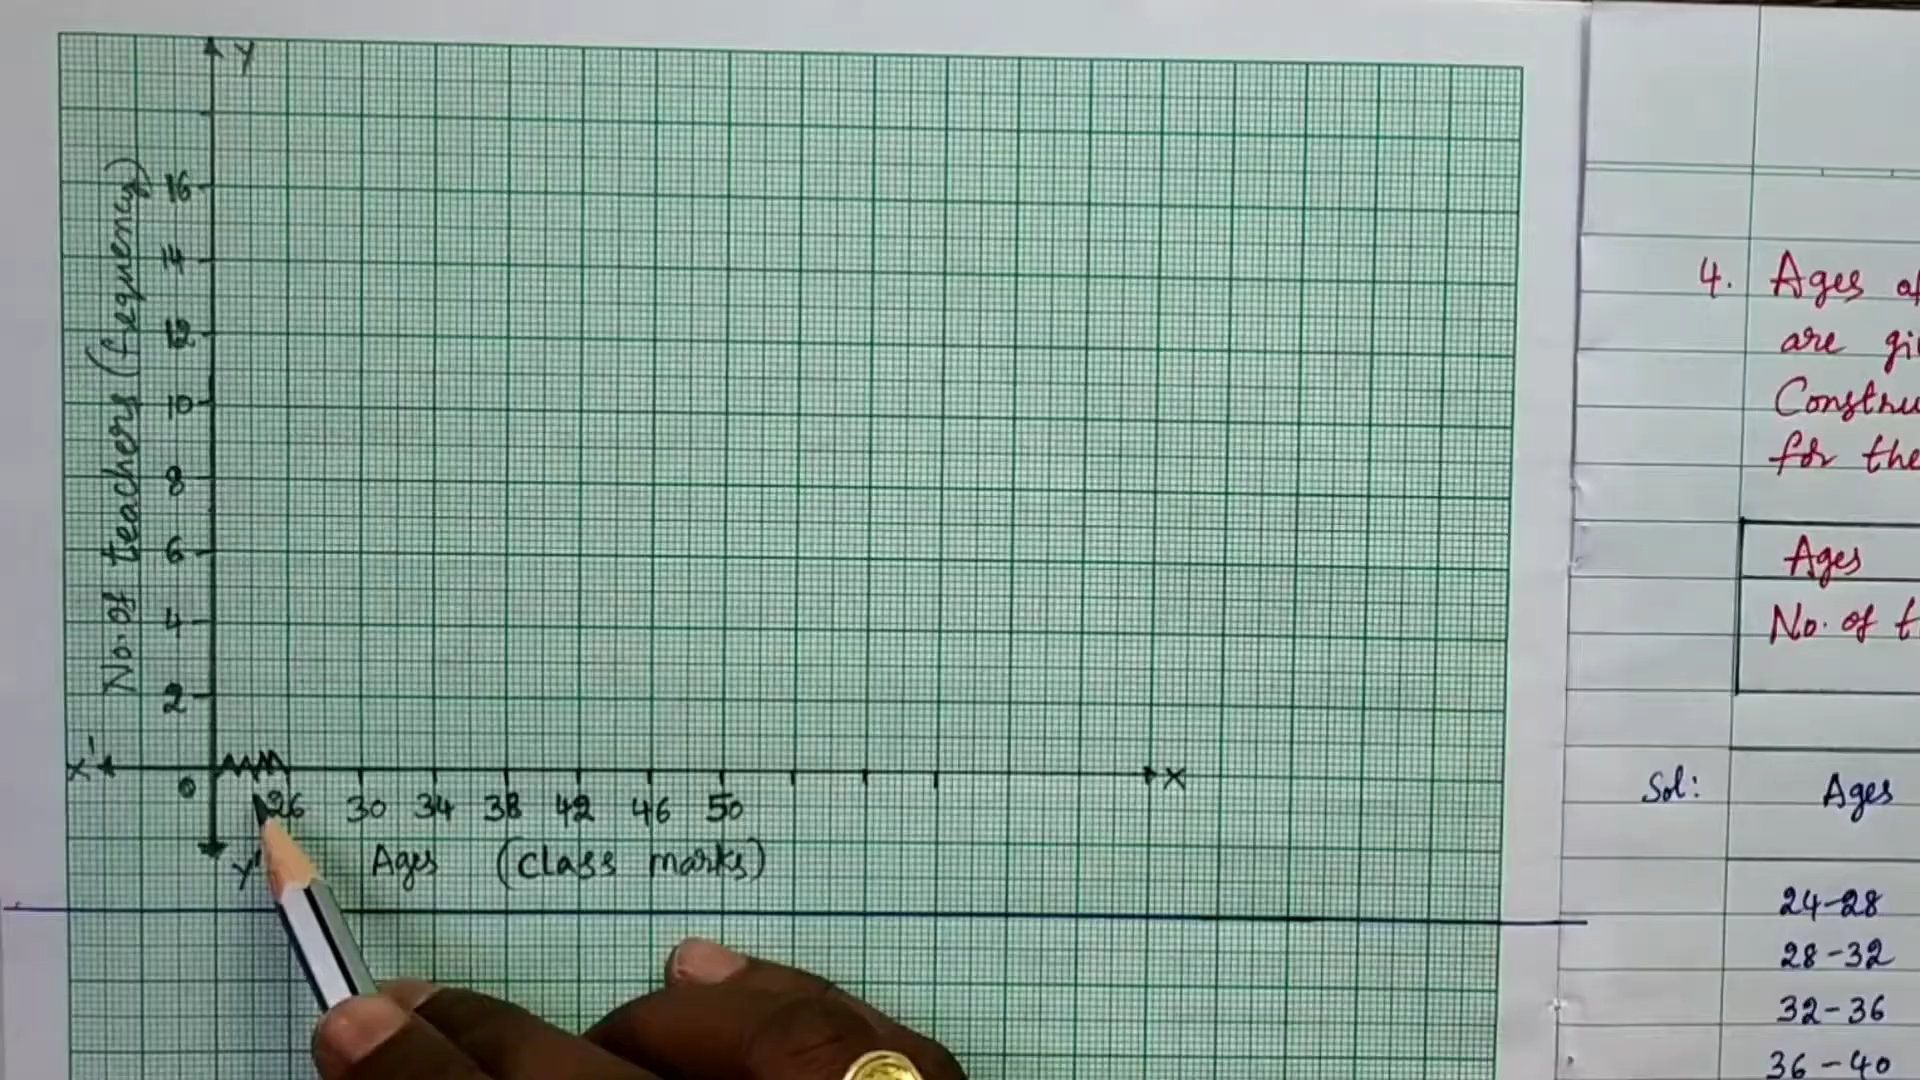 Y
No. of teachers (frequency)
16
14
12
10
8
6
4
2
X'
X
0
26 30 34 38 42 46 50
Y'
Ages (class marks)
4. Ages of
are gi
Constru
for the
Ages
No. of t
Sol: Ages
24-28
28-32
32-36
36-40